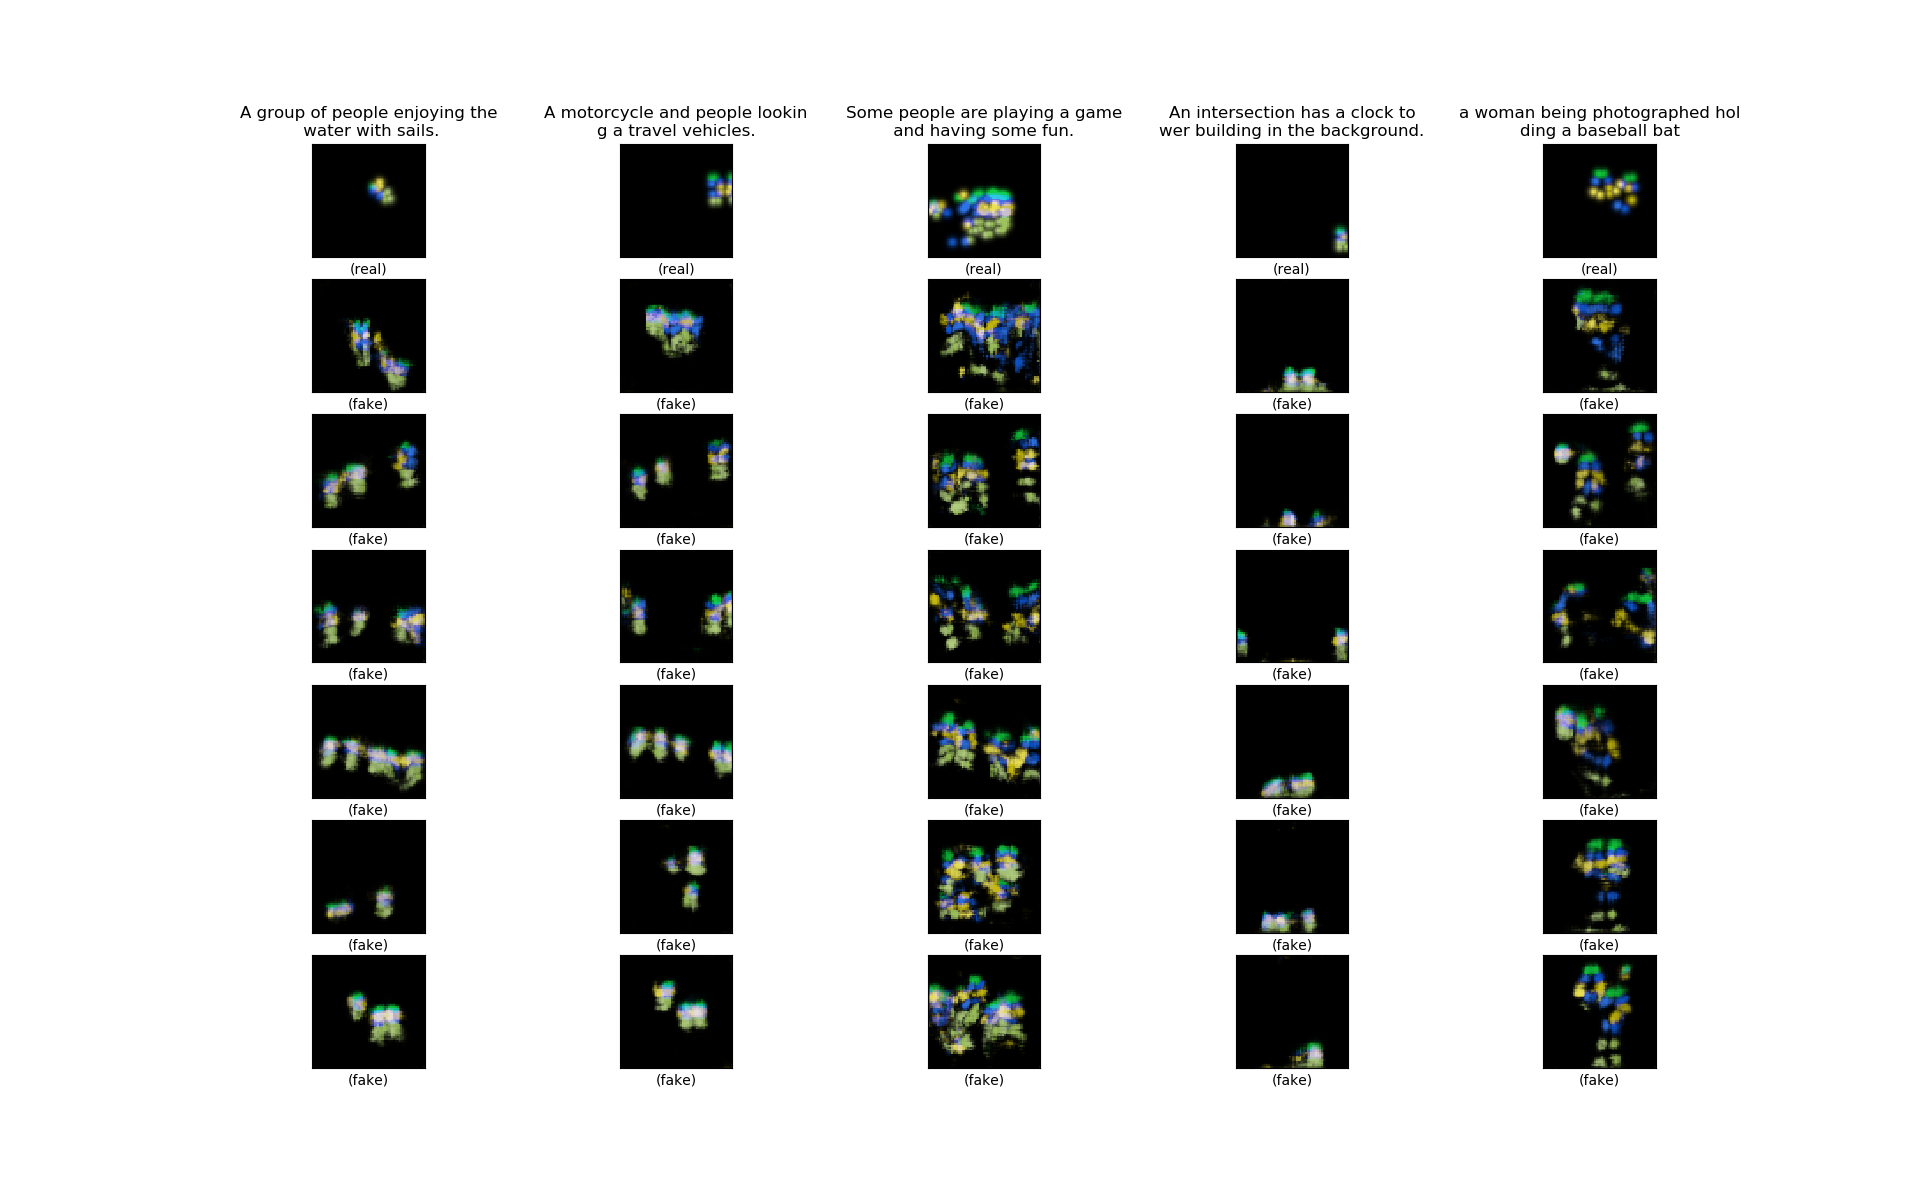 A group of people enjoying the
water with sails.
A motorcycle and people lookin
g a travel vehicles.
Some people are playing a game
and having some fun.
An intersection has a clock to
wer building in the background.
a woman being photographed hol
ding a baseball bat
(real) (real) (real) (real) (real)
(fake) (fake) (fake) (fake) (fake)
(fake) (fake) (fake) (fake) (fake)
(fake) (fake) (fake) (fake) (fake)
(fake) (fake) (fake) (fake) (fake)
(fake) (fake) (fake) (fake) (fake)
(fake) (fake) (fake) (fake) (fake)